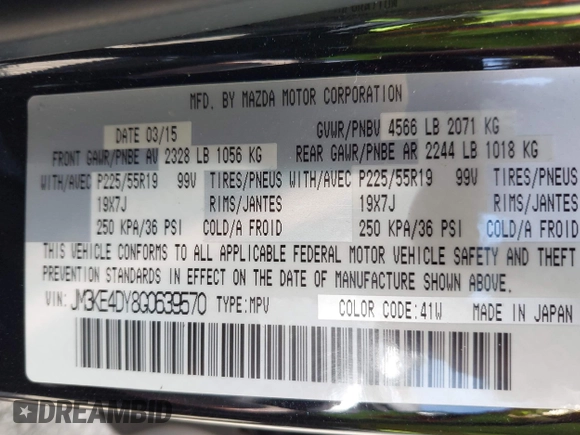 MFD. BY MAZDA MOTOR CORPORATION
DATE 03/15 GVWR/PNBV 4566 LB 2071 KG
FRONT GAWR/PNBE AV 2328 LB 1056 KG REAR GAWR/PNBE AR 2244 LB 1018 KG
WITH/AVEC P225/55R19 99V TIRES/PNEUS WITH/AVEC P225/55R19 99V TIRES/PNEUS
19X7J RIMS/JANTES 19X7J RIMS/JANTES
250 KPA/36 PSI COLD/A FROID 250 KPA/36 PSI COLD/A FROID
THIS VEHICLE CONFORMS TO ALL APPLICABLE FEDERAL MOTOR VEHICLE SAFETY AND THEFT
PREVENTION STANDARDS IN EFFECT ON THE DATE OF MANUFACTURE SHOWN ABOVE.
VIN: JM3KE4DY8G0639570 TYPE:MPV COLOR CODE:41W MADE IN JAPAN
DREAMBID